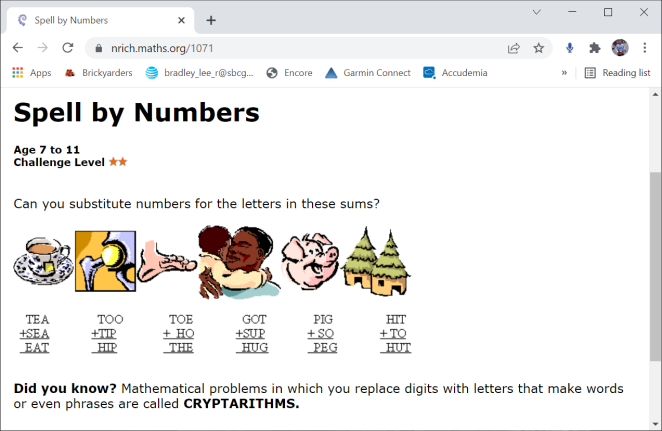 Spell by Numbers
nrich.maths.org/1071
Apps Brickyarders bradley_lee_r@sbcg... Encore Garmin Connect Accudemia » Reading list
Spell by Numbers
Age 7 to 11
Challenge Level
Can you substitute numbers for the letters in these sums?
TEA TOO TOE GOT PIG HIT
+SEA +TIP + HO +SUP + SO + TO
EAT HIP THE HUG PEG HUT
Did you know? Mathematical problems in which you replace digits with letters that make words
or even phrases are called CRYPTARITHMS.